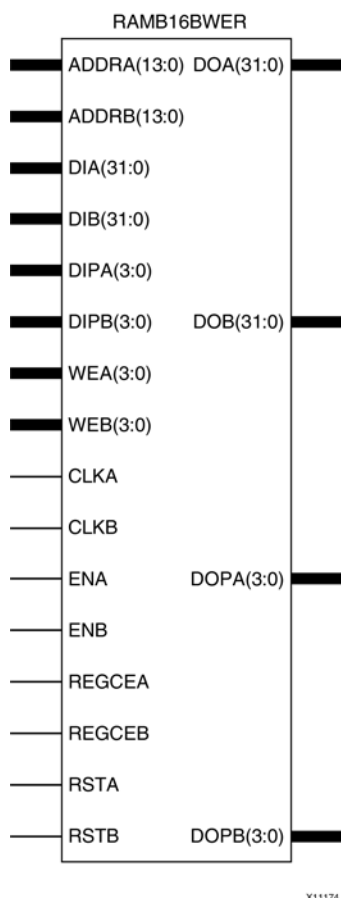 RAMB16BWER
ADDRA(13:0) DOA(31:0)
ADDRB(13:0)
DIA(31:0)
DIB(31:0)
DIPA(3:0)
DIPB(3:0) DOB(31:0)
WEA(3:0)
WEB(3:0)
CLKA
CLKB
ENA DOPA(3:0)
ENB
REGCEA
REGCEB
RSTA
RSTB DOPB(3:0)
X11174